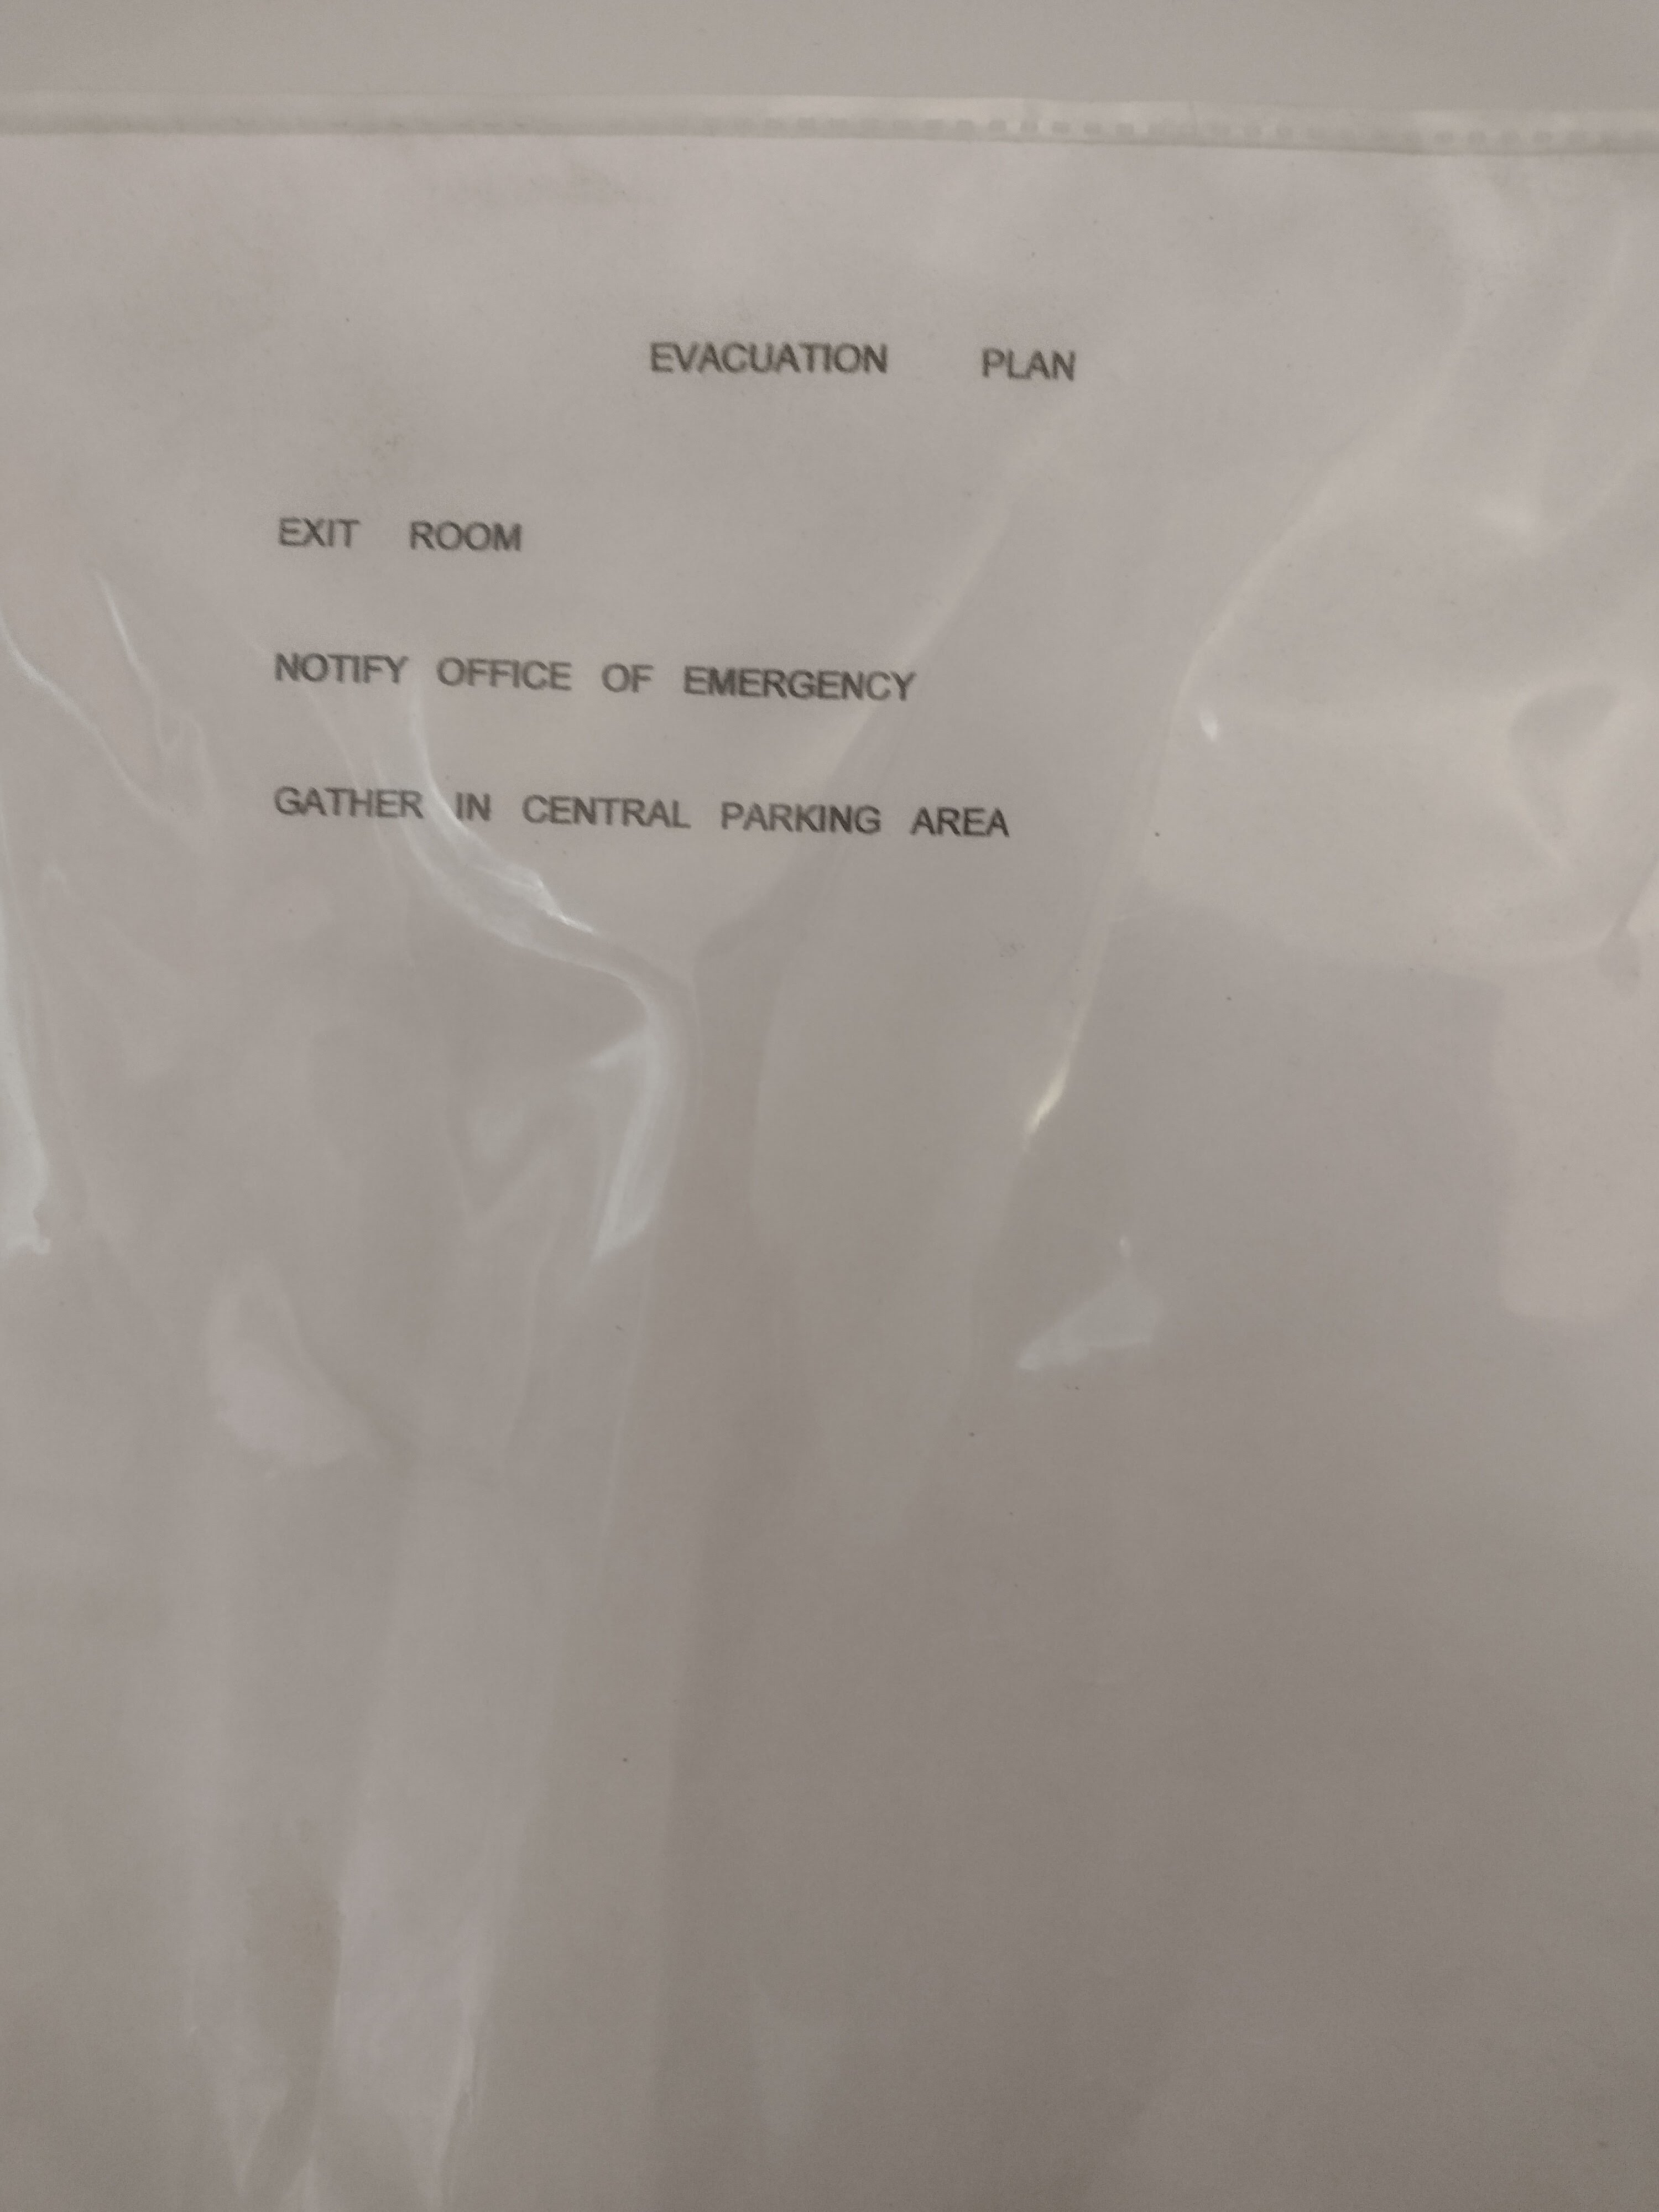 EVACUATION PLAN
EXIT ROOM
NOTIFY OFFICE OF EMERGENCY
GATHER IN CENTRAL PARKING AREA